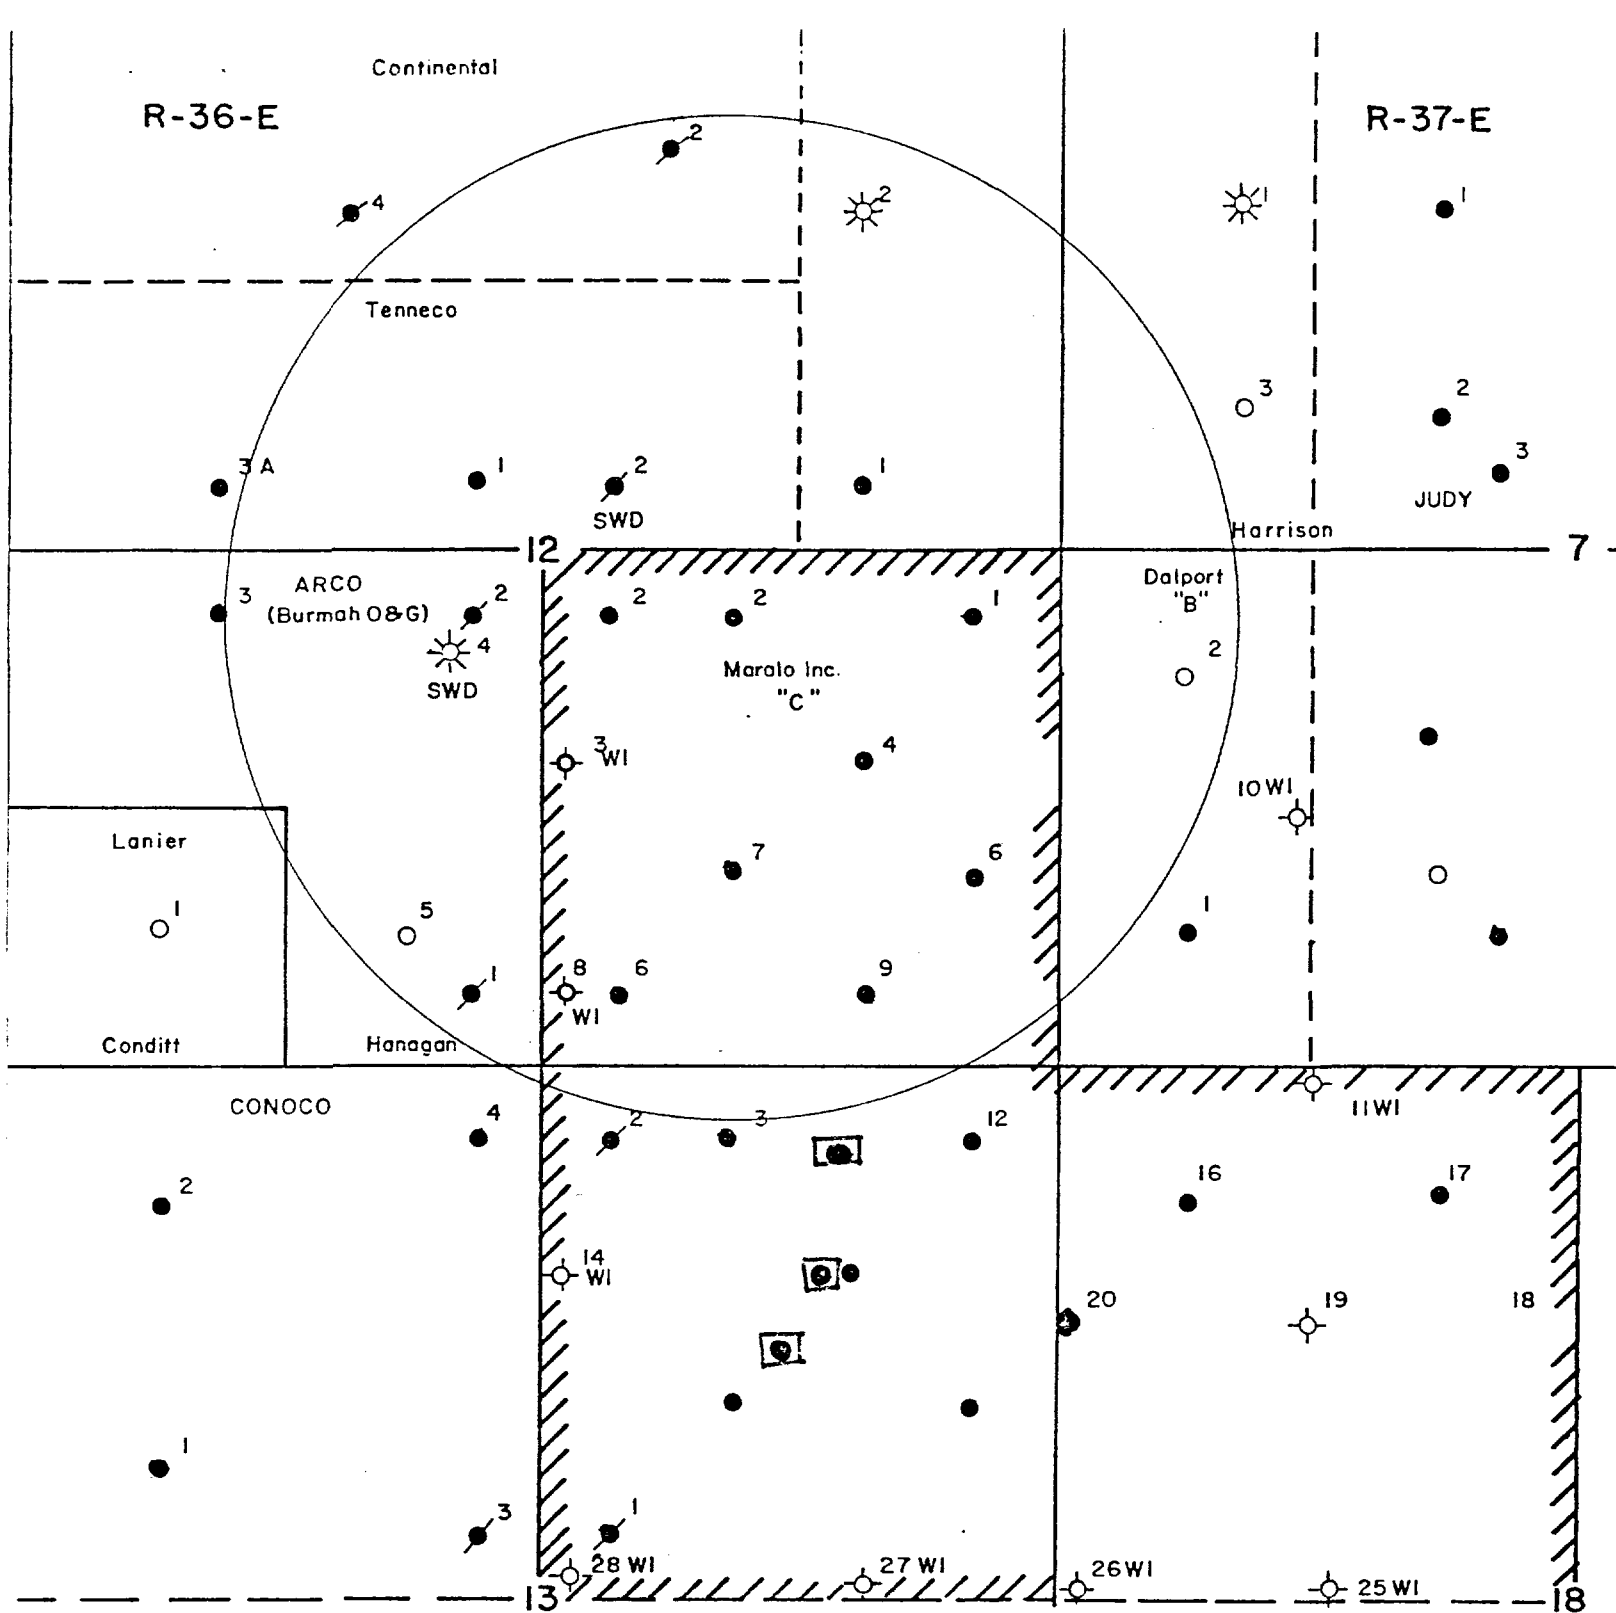 Continental
R-36-E
R-37-E
2
4
2
1
1
Tenneco
3
2
3A
1
2
1
3
SWD
JUDY
Harrison
12
7
ARCO
Dalport
"B"
3
(Burmah O&G)
2
2
2
1
4
2
SWD
Maralo Inc.
"C"
3
WI
4
10 WI
Lanier
7
6
1
5
1
1
8
6
9
WI
Conditt
Hanagan
CONOCO
11 WI
4
2
3
12
2
16
17
14
WI
20
19
18
1
3
1
28 WI
27 WI
26 WI
25 WI
13
18